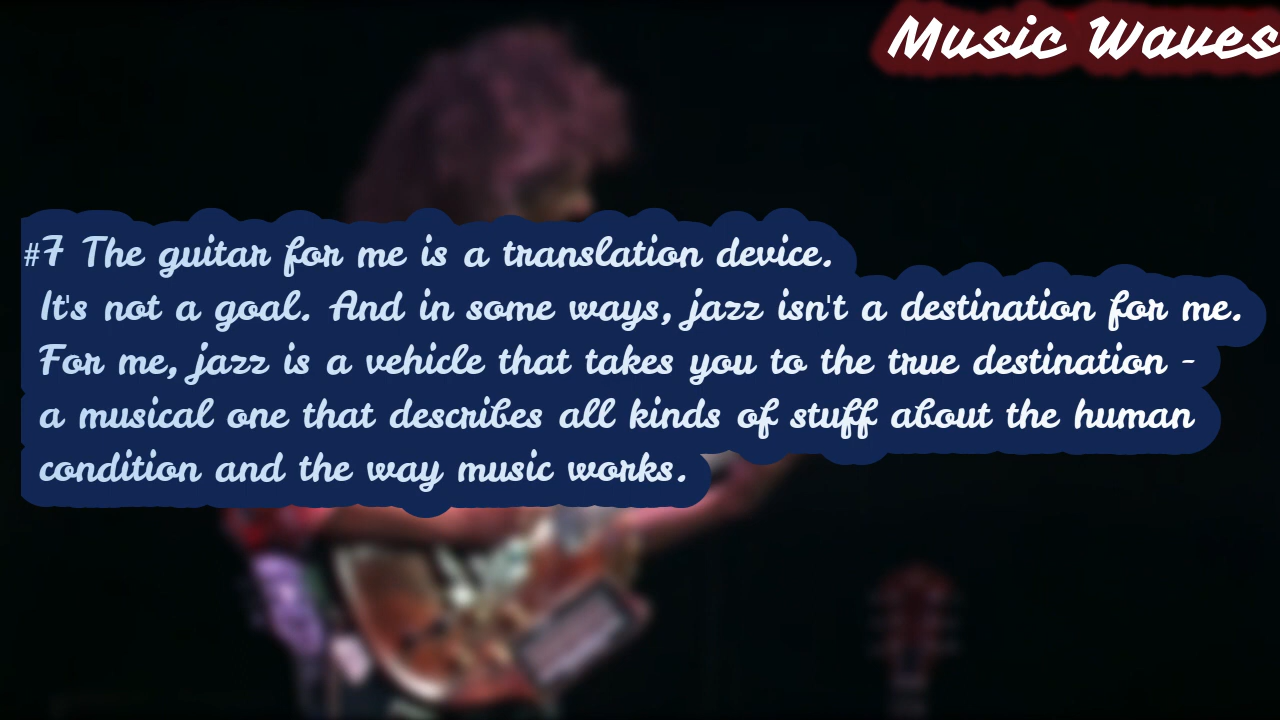 Music Waves
#7 The guitar for me is a translation device.
It's not a goal. And in some ways, jazz isn't a destination for me.
For me, jazz is a vehicle that takes you to the true destination -
a musical one that describes all kinds of stuff about the human
condition and the way music works.